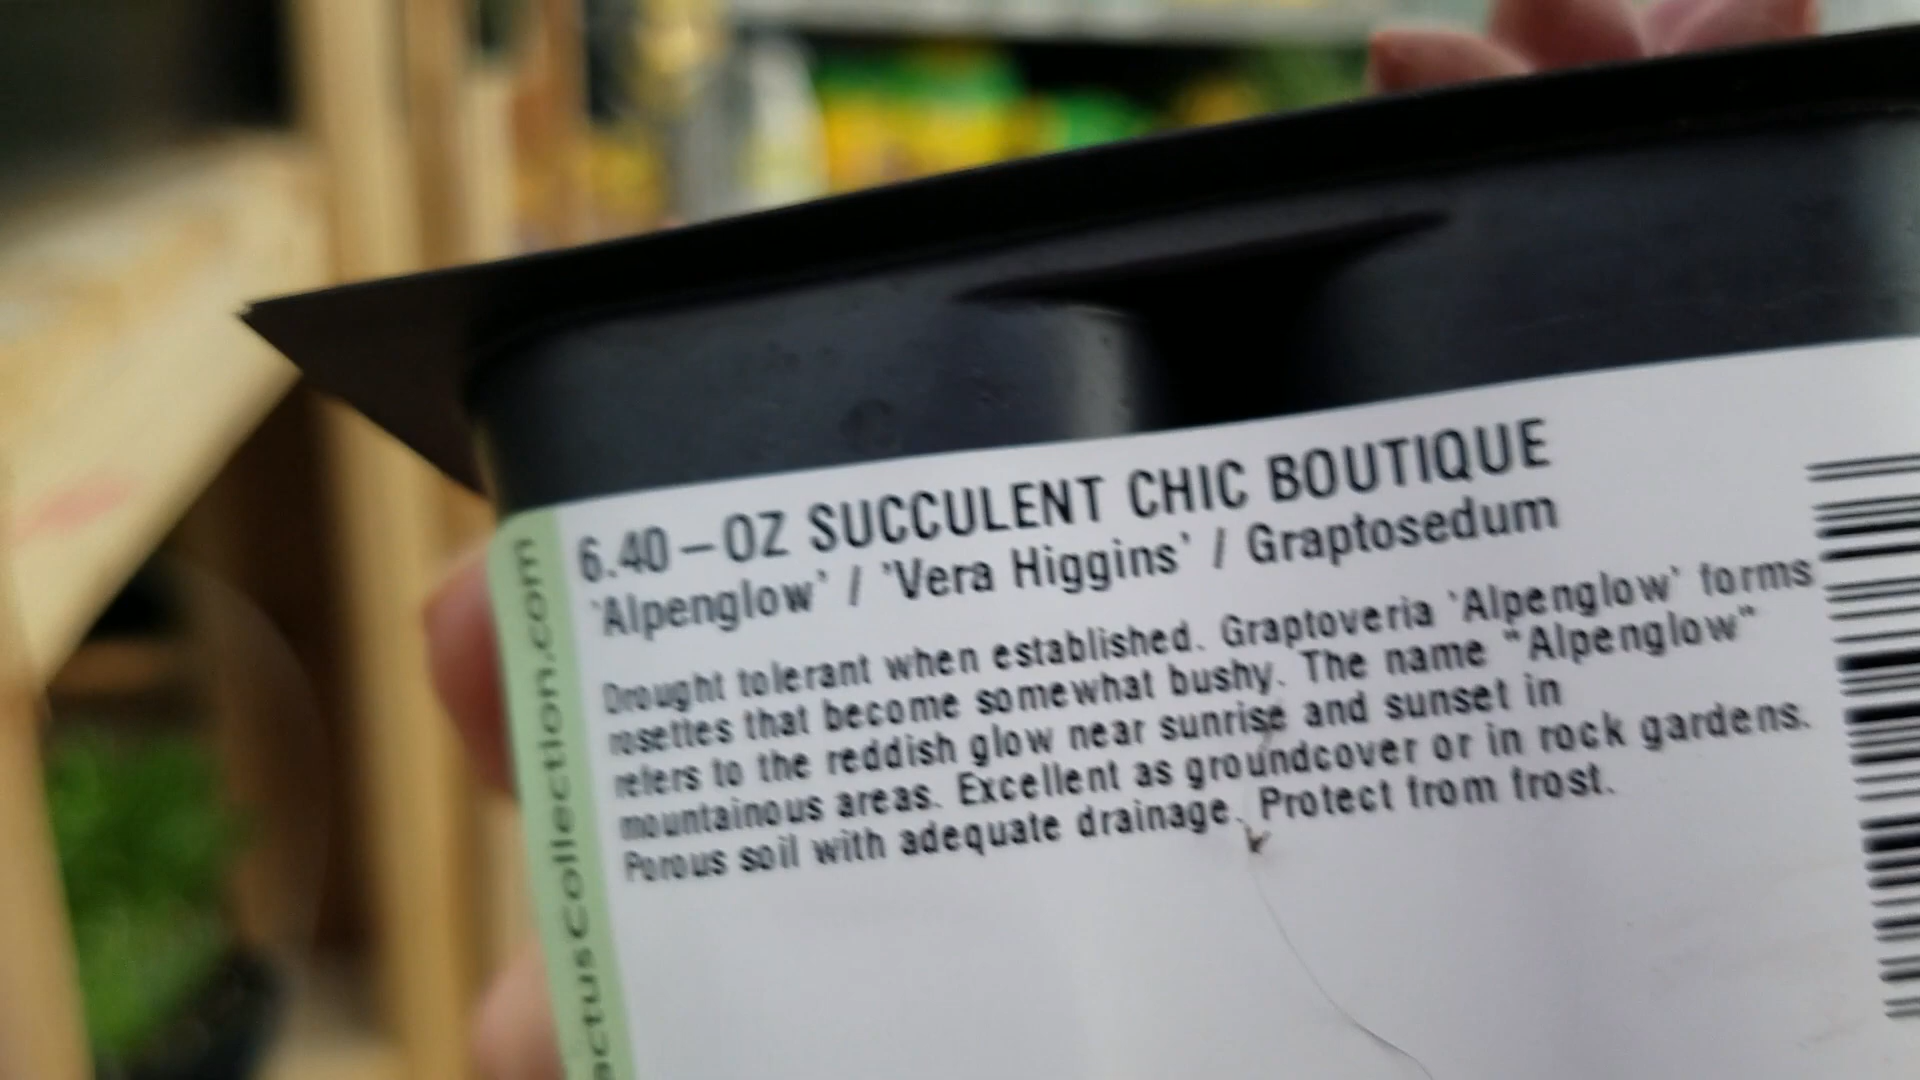 6.40-OZ SUCCULENT CHIC BOUTIQUE
'Alpenglow' / 'Vera Higgins' / Graptosedum
Drought tolerant when established. Graptoveria 'Alpenglow' forms
rosettes that become somewhat bushy. The name "Alpenglow"
refers to the reddish glow near sunrise and sunset in
mountainous areas. Excellent as groundcover or in rock gardens.
Porous soil with adequate drainage. Protect from frost.
actusCollection.com